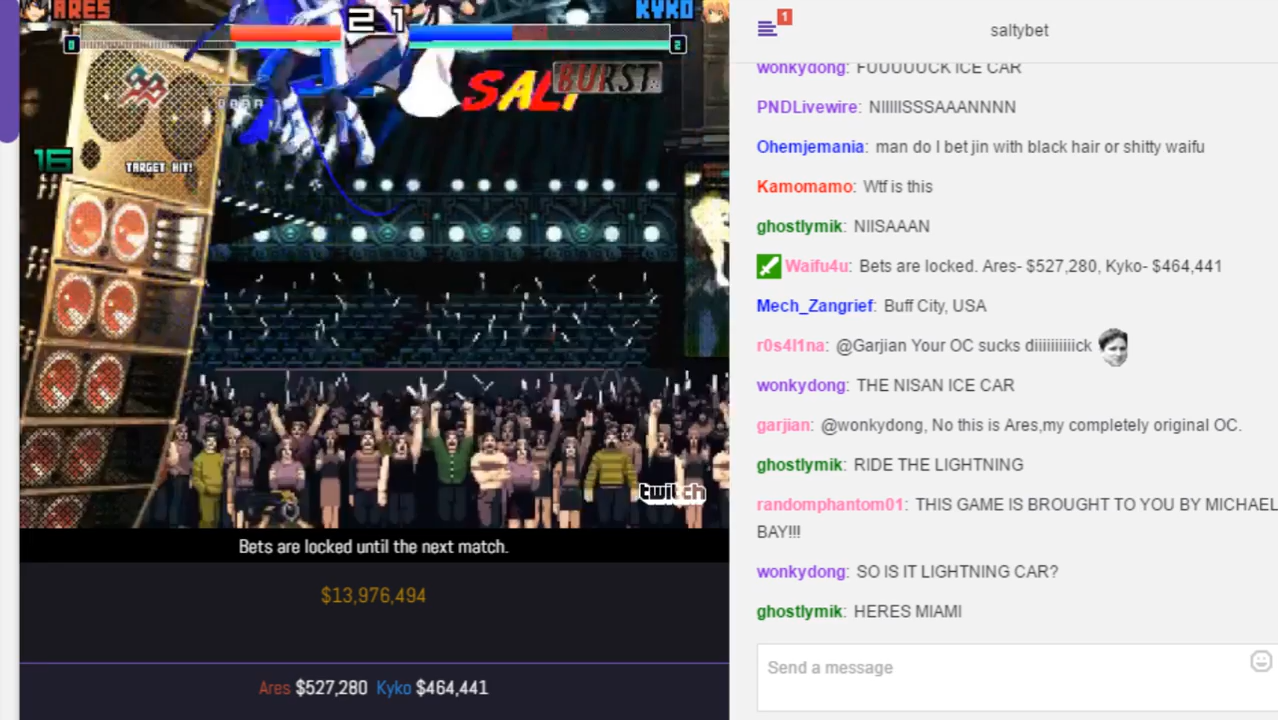 ARES
21
KYKO
0
2
SALT
BURST
16
TARGET HIT!
twitch
Bets are locked until the next match.
$13,976,494
Ares $527,280 Kyko $464,441
1
saltybet
wonkydong: FUUUUUCK ICE CAR
PNDLivewire: NIIIIISSSAAANNNN
Ohemjemania: man do I bet jin with black hair or shitty waifu
Kamomamo: Wtf is this
ghostlymik: NIISAAAN
Waifu4u: Bets are locked. Ares- $527,280, Kyko- $464,441
Mech_Zangrief: Buff City, USA
r0s4l1na: @Garjian Your OC sucks diiiiiiiiiick
wonkydong: THE NISAN ICE CAR
garjian: @wonkydong, No this is Ares,my completely original OC.
ghostlymik: RIDE THE LIGHTNING
randomphantom01: THIS GAME IS BROUGHT TO YOU BY MICHAEL
BAY!!!
wonkydong: SO IS IT LIGHTNING CAR?
ghostlymik: HERES MIAMI
Send a message